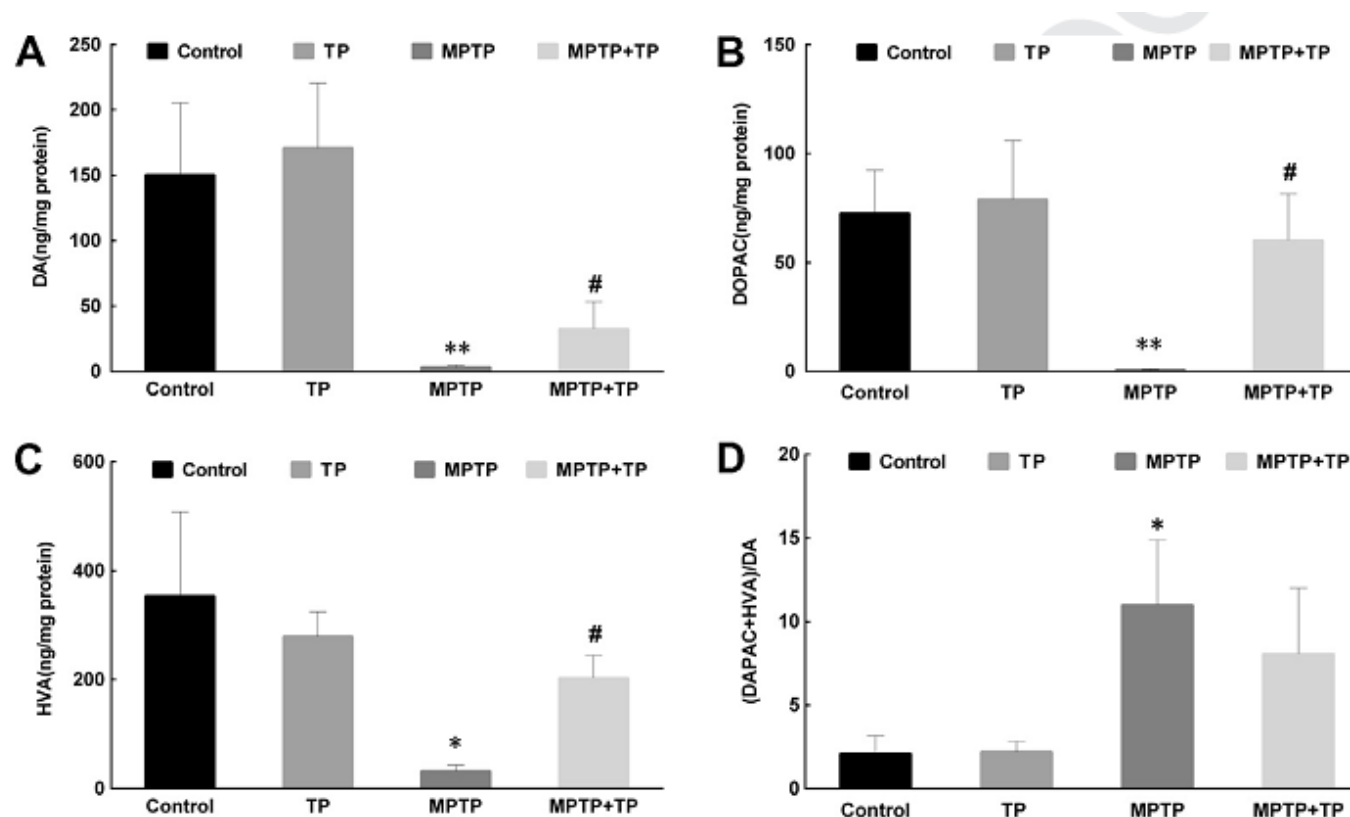 A
250
200
150
100
50
0
DA(ng/mg protein)
Control TP MPTP MPTP+TP
**
#
Control TP MPTP MPTP+TP
B
150
100
50
0
DOPAC(ng/mg protein)
Control TP MPTP MPTP+TP
**
#
Control TP MPTP MPTP+TP
C
600
400
200
0
HVA(ng/mg protein)
Control TP MPTP MPTP+TP
*
#
Control TP MPTP MPTP+TP
D
20
15
10
5
0
(DAPAC+HVA)/DA
Control TP MPTP MPTP+TP
*
Control TP MPTP MPTP+TP